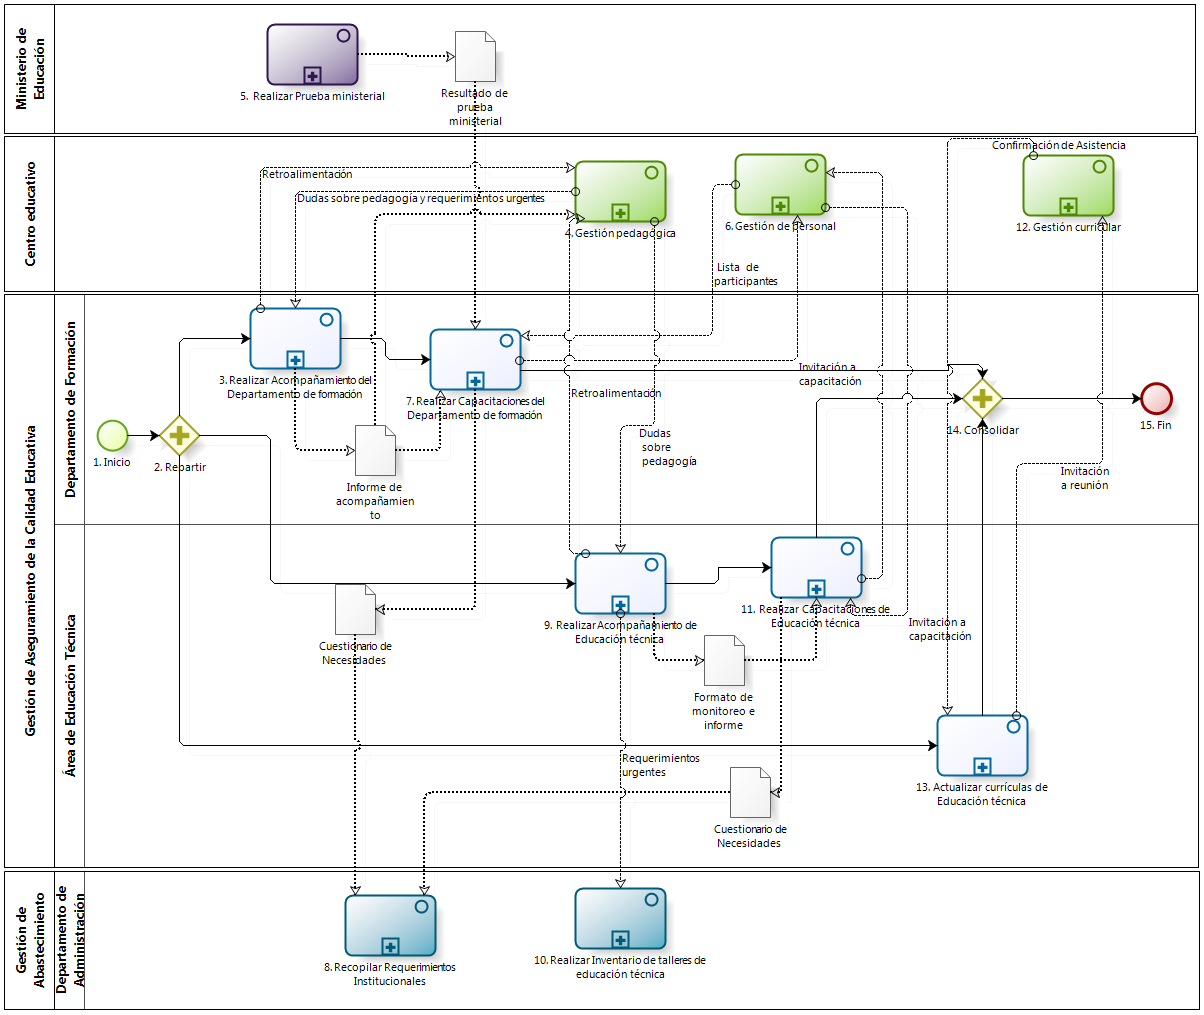 Ministerio de
Educación
5. Realizar Prueba ministerial
Resultado de
prueba
ministerial
Centro educativo
Retroalimentación
Dudas sobre pedagogía y requerimientos urgentes
4. Gestión pedagógica
6. Gestión de personal
Confirmación de Asistencia
12. Gestión curricular
Lista de
participantes
Gestión de Aseguramiento de la Calidad Educativa
Departamento de Formación
1. Inicio
2. Repartir
3. Realizar Acompañamiento del
Departamento de formación
7. Realizar Capacitaciones del
Departamento de formación
Informe de
acompañamien
to
Retroalimentación
Dudas
sobre
pedagogía
Invitación a
capacitación
14. Consolidar
15. Fin
Invitación
a reunión
Área de Educación Técnica
Cuestionario de
Necesidades
9. Realizar Acompañamiento de
Educación técnica
11. Realizar Capacitaciones de
Educación técnica
Invitación a
capacitación
Formato de
monitoreo e
informe
Requerimientos
urgentes
Cuestionario de
Necesidades
13. Actualizar currículas de
Educación técnica
Gestión de
Abastecimiento
Departamento de
Administración
8. Recopilar Requerimientos
Institucionales
10. Realizar Inventario de talleres de
educación técnica